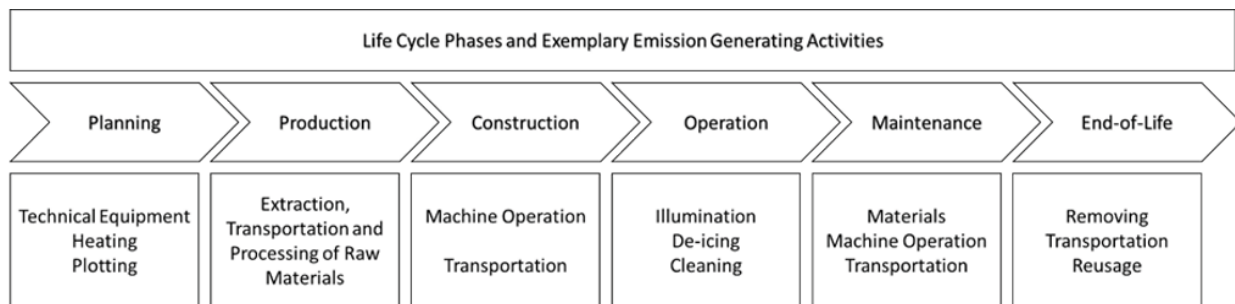 Life Cycle Phases and Exemplary Emission Generating Activities
Planning
Production
Construction
Operation
Maintenance
End-of-Life
Technical Equipment
Heating
Plotting
Extraction,
Transportation and
Processing of Raw
Materials
Machine Operation
Transportation
Illumination
De-icing
Cleaning
Materials
Machine Operation
Transportation
Removing
Transportation
Reusage